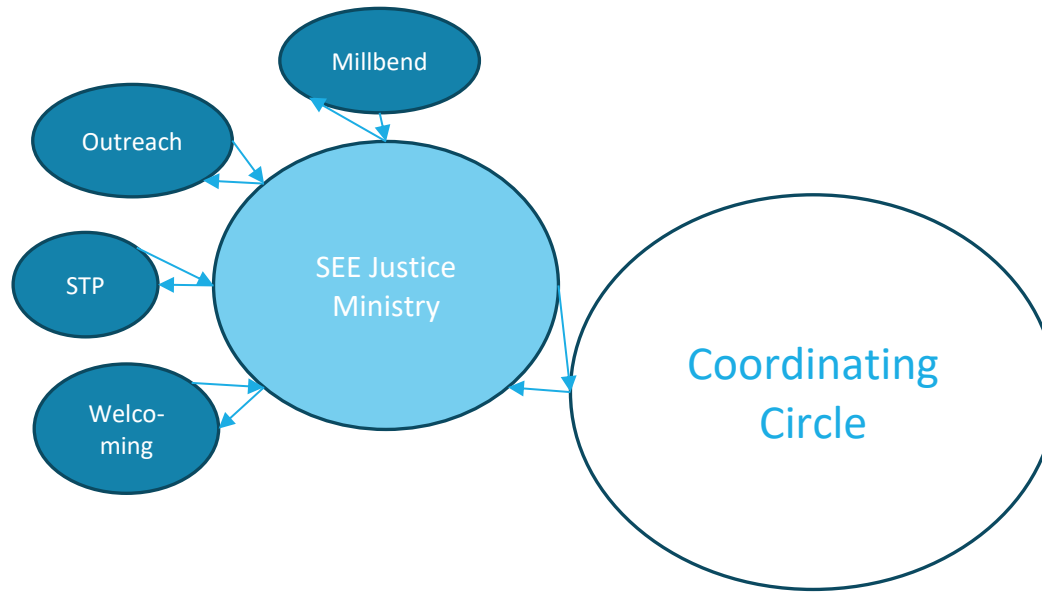 Millbend
Outreach
SEE Justice
Ministry
STP
Coordinating
Circle
Welco-
ming